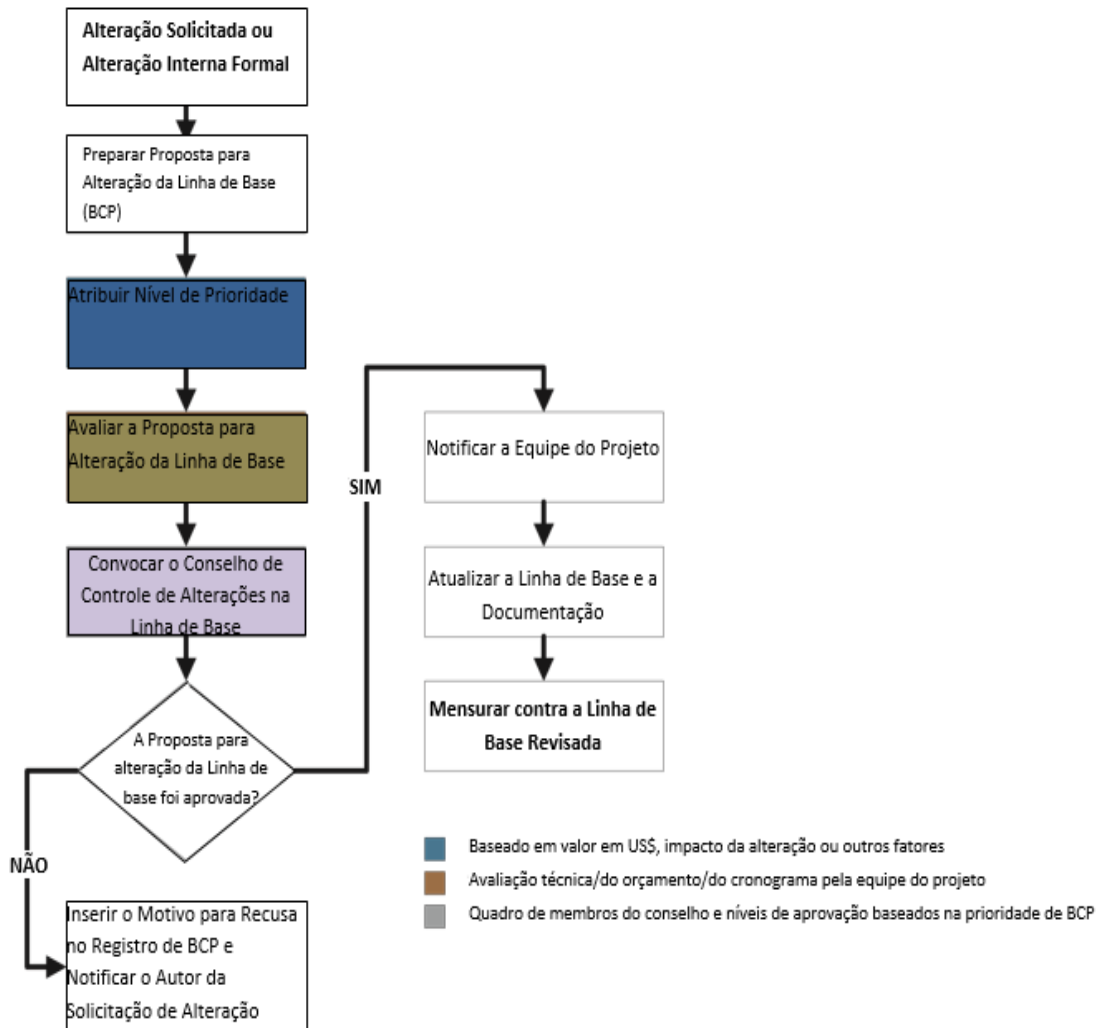 Alteração Solicitada ou
Alteração Interna Formal
Preparar Proposta para
Alteração da Linha de Base
(BCP)
Atribuir Nível de Prioridade
Avaliar a Proposta para
Alteração da Linha de Base
Convocar o Conselho de
Controle de Alterações na
Linha de Base
A Proposta para
alteração da Linha de
base foi aprovada?
NÃO
Inserir o Motivo para Recusa
no Registro de BCP e
Notificar o Autor da
Solicitação de Alteração
SIM
Notificar a Equipe do Projeto
Atualizar a Linha de Base e a
Documentação
Mensurar contra a Linha de
Base Revisada
Baseado em valor em US$, impacto da alteração ou outros fatores
Avaliação técnica/do orçamento/do cronograma pela equipe do projeto
Quadro de membros do conselho e níveis de aprovação baseados na prioridade de BCP